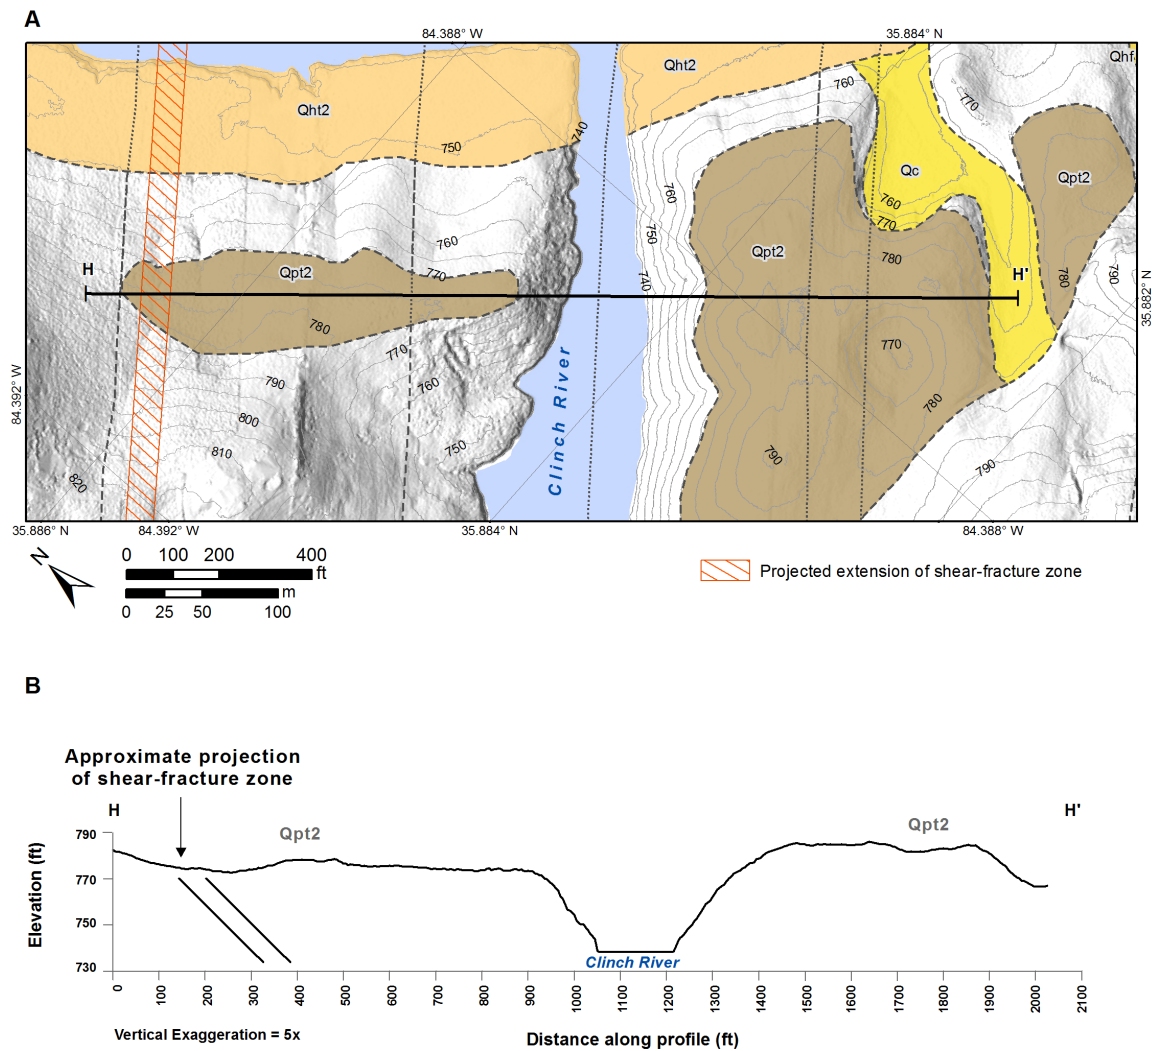 A
84.388° W
35.884° N
Qht2
Qht2
Qhf
760
770
740
750
Qc
Qpt2
760
760
750
770
Qpt2
780
760
H
Qpt2
770
740
H'
780
790
35.882° N
780
770
770
790
760
84.392° W
780
800
750
790
810
790
820
Clinch River
35.886° N
84.392° W
35.884° N
84.388° W
N
0 100 200 400
ft
m
0 25 50 100
Projected extension of shear-fracture zone
B
Approximate projection
of shear-fracture zone
H
H'
Qpt2
Qpt2
790
770
750
730
Elevation (ft)
Clinch River
0 100 200 300 400 500 600 700 800 900 1000 1100 1200 1300 1400 1500 1600 1700 1800 1900 2000 2100
Vertical Exaggeration = 5x
Distance along profile (ft)